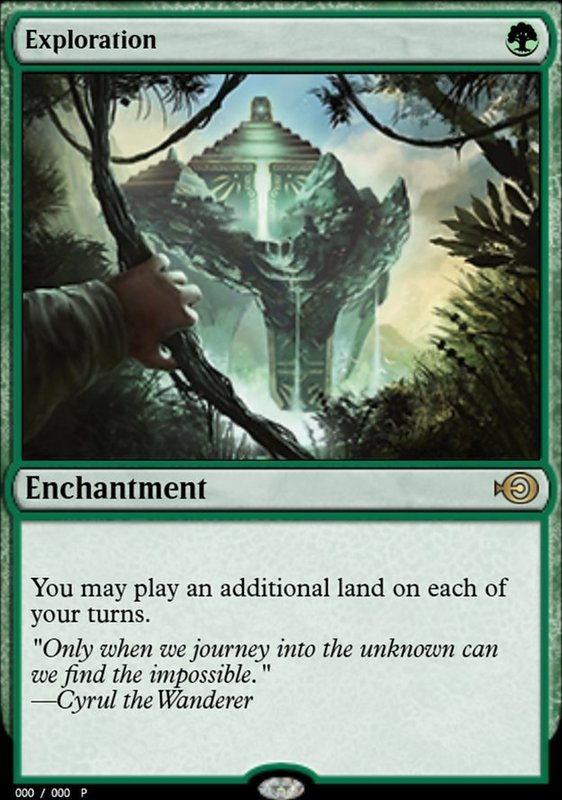 Exploration
Enchantment
You may play an additional land on each of
your turns.
"Only when we journey into the unknown can
we find the impossible."
—Cyrul the Wanderer
000 / 000 P